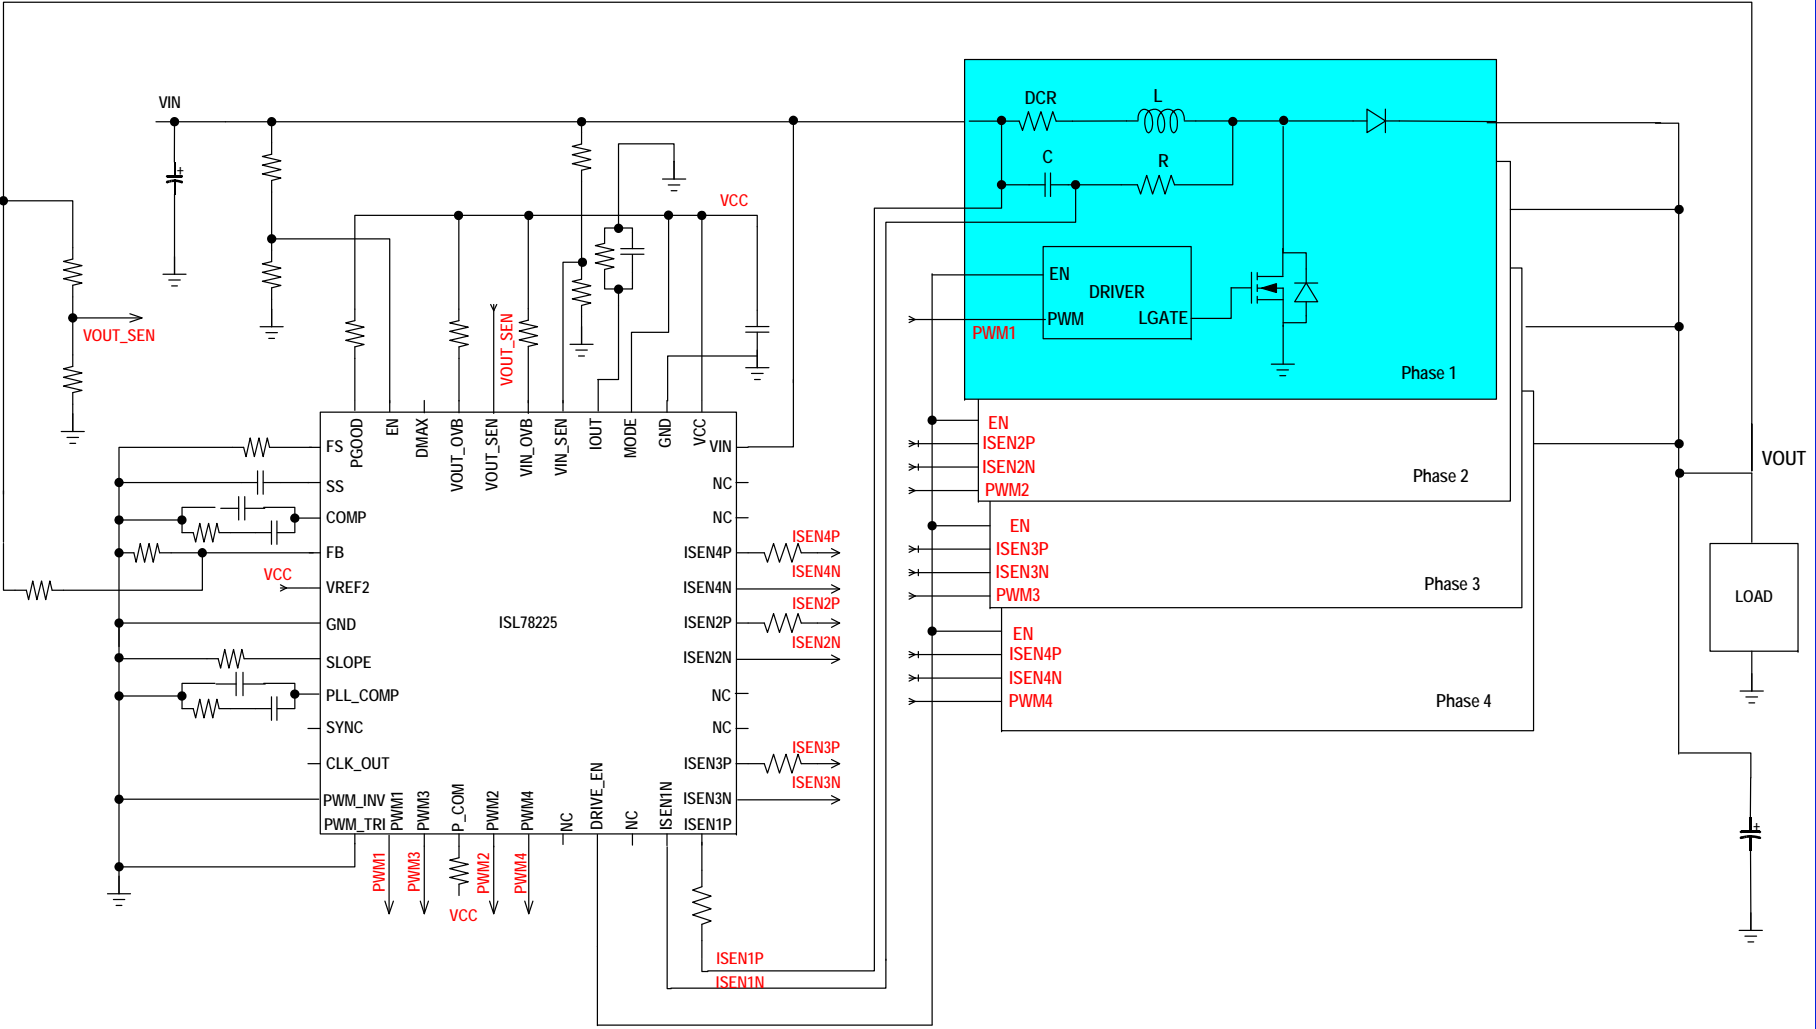 VIN
DCR
L
C
R
VCC
EN
DRIVER
PWM
LGATE
PWM1
Phase 1
VOUT_SEN
VOUT_SEN
PGOOD
EN
DMAX
VOUT_OVB
VOUT_SEN
VIN_OVB
VIN_SEN
IOUT
MODE
GND
VCC
FS
SS
COMP
FB
VCC
VREF2
GND
SLOPE
PLL_COMP
SYNC
CLK_OUT
PWM_INV
PWM_TRI
ISL78225
VIN
NC
NC
ISEN4P
ISEN4N
ISEN2P
ISEN2N
NC
NC
ISEN3P
ISEN3N
ISEN1P
ISEN4P
ISEN4N
ISEN2P
ISEN2N
ISEN3P
ISEN3N
PWM1
PWM3
P_COM
PWM2
PWM4
NC
DRIVE_EN
NC
ISEN1N
PWM1
PWM3
VCC
PWM2
PWM4
ISEN1P
ISEN1N
EN
ISEN2P
ISEN2N
PWM2
Phase 2
EN
ISEN3P
ISEN3N
PWM3
Phase 3
EN
ISEN4P
ISEN4N
PWM4
Phase 4
VOUT
LOAD